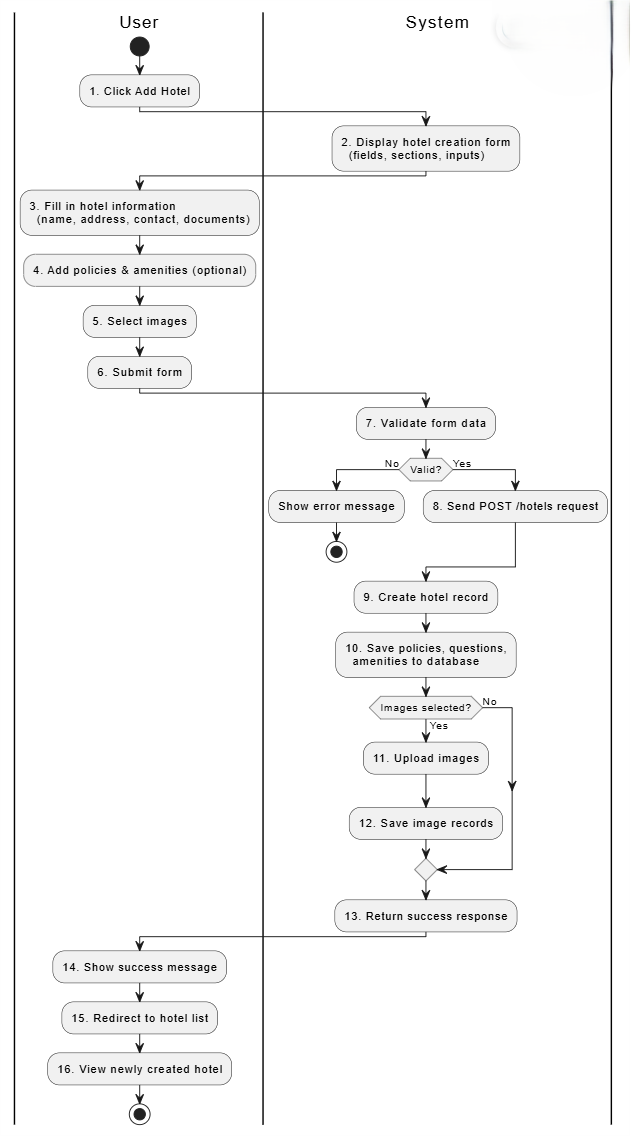 User
System
1. Click Add Hotel
2. Display hotel creation form
(fields, sections, inputs)
3. Fill in hotel information
(name, address, contact, documents)
4. Add policies & amenities (optional)
5. Select images
6. Submit form
7. Validate form data
No
Valid?
Yes
Show error message
8. Send POST /hotels request
9. Create hotel record
10. Save policies, questions,
amenities to database
Images selected?
No
Yes
11. Upload images
12. Save image records
13. Return success response
14. Show success message
15. Redirect to hotel list
16. View newly created hotel